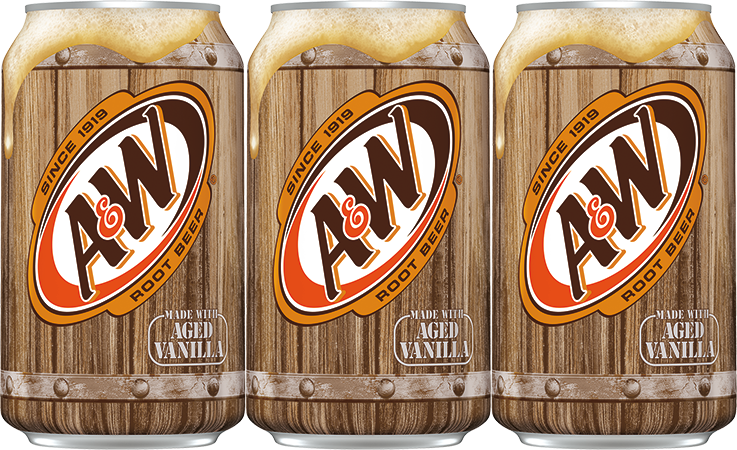 SINCE 1919
A&W
ROOT BEER
MADE WITH
AGED
VANILLA
SINCE 1919
A&W
ROOT BEER
MADE WITH
AGED
VANILLA
SINCE 1919
A&W
ROOT BEER
MADE WITH
AGED
VANILLA